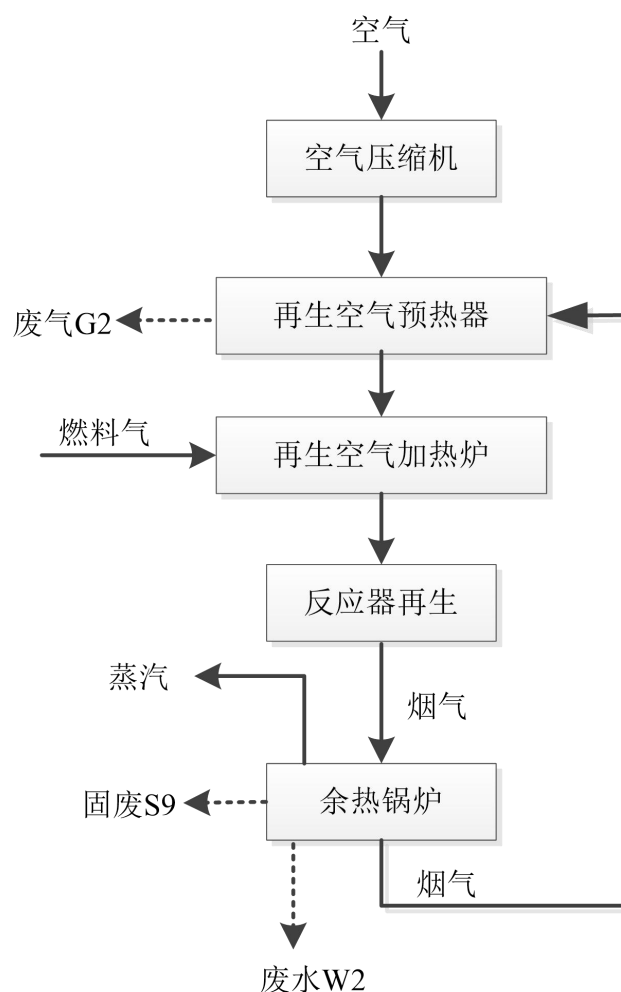 空气
空气压缩机
再生空气预热器
废气G2
燃料气
再生空气加热炉
反应器再生
蒸汽
烟气
固废S9
余热锅炉
烟气
废水W2